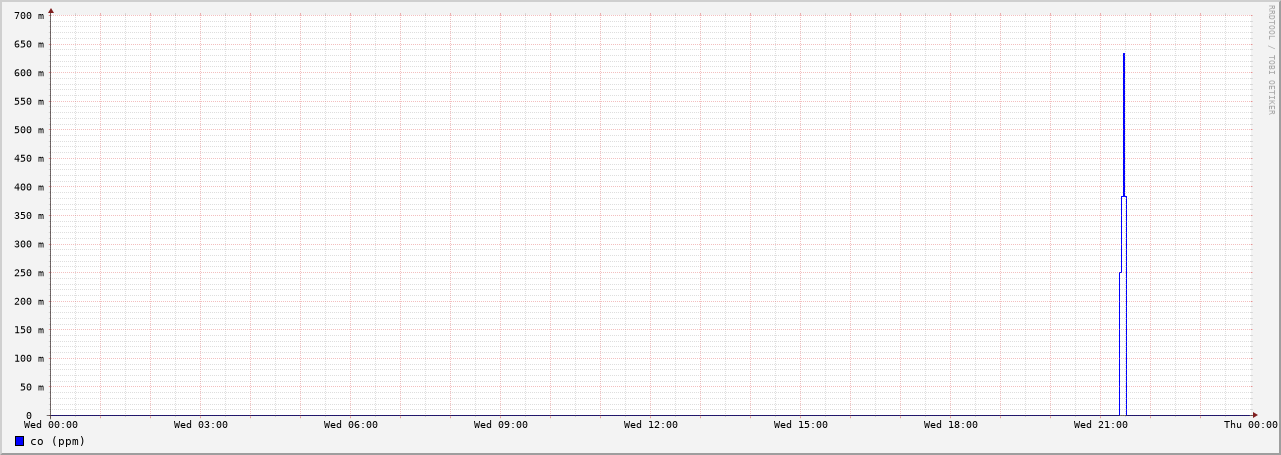 700 m
650 m
600 m
550 m
500 m
450 m
400 m
350 m
300 m
250 m
200 m
150 m
100 m
50 m
0
Wed 00:00 Wed 03:00 Wed 06:00 Wed 09:00 Wed 12:00 Wed 15:00 Wed 18:00 Wed 21:00 Thu 00:00
co (ppm)
RRDTOOL / TOBI OETIKER